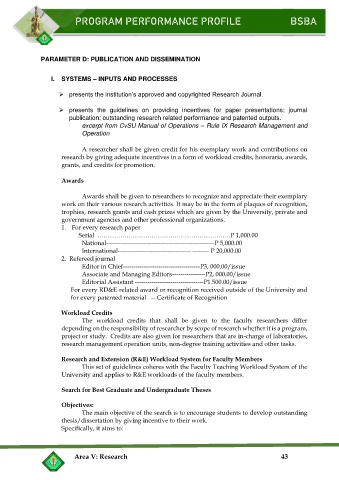 PROGRAM PERFORMANCE PROFILE BSBA
PARAMETER D: PUBLICATION AND DISSEMINATION
I. SYSTEMS – INPUTS AND PROCESSES
➢ presents the institution's approved and copyrighted Research Journal.
➢ presents the guidelines on providing incentives for paper presentations; journal
publication; outstanding research related performance and patented outputs.
excerpt from CvSU Manual of Operations – Rule IX Research Management and
Operation
A researcher shall be given credit for his exemplary work and contributions on
research by giving adequate incentives in a form of workload credits, honoraria, awards,
grants, and credits for promotion.
Awards
Awards shall be given to researchers to recognize and appreciate their exemplary
work on their various research activities. It may be in the form of plaques of recognition,
trophies, research grants and cash prizes which are given by the University, private and
government agencies and other professional organizations.
1. For every research paper
Serial ……………………………………………………P 1,000.00
National----------------------------------------------------P 5,000.00
International----------------------------------- -------- P 20,000.00
2. Refereed journal
Editor in Chief-------------------------------------P3, 000.00/issue
Associate and Managing Editors----------------P2, 000.00/issue
Editorial Assistant ---------------------------------P1 500.00/issue
For every RD&E-related award or recognition received outside of the University and
for every patented material — Certificate of Recognition
Workload Credits
The workload credits that shall be given to the faculty researchers differ
depending on the responsibility of researcher by scope of research whether it is a program,
project or study. Credits are also given for researchers that are in-charge of laboratories,
research management operation units, non-degree training activities and other tasks.
Research and Extension (R&E) Workload System for Faculty Members
This set of guidelines coheres with the Faculty Teaching Workload System of the
University and applies to R&E workloads of the faculty members.
Search for Best Graduate and Undergraduate Theses
Objectives:
The main objective of the search is to encourage students to develop outstanding
thesis/dissertation by giving incentive to their work.
Specifically, it aims to:
Area V: Research 43